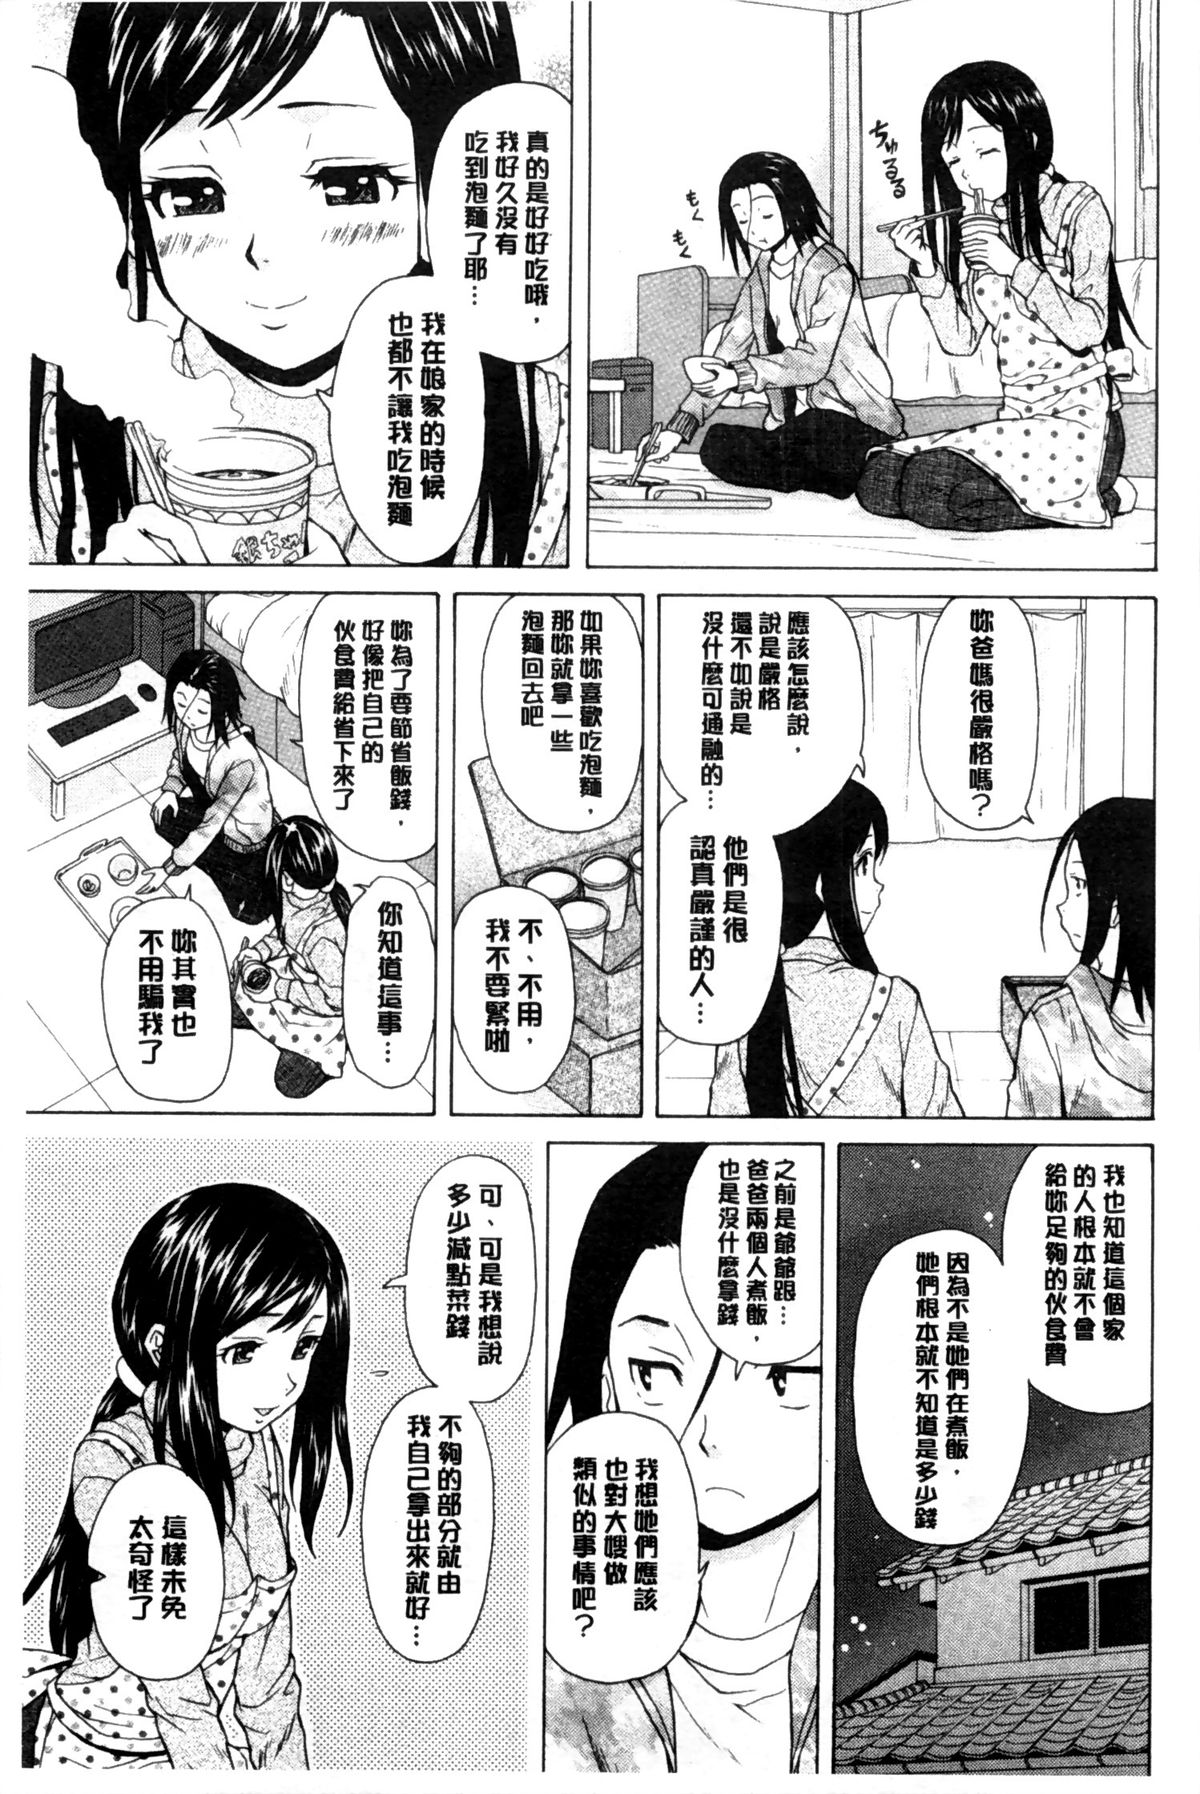 ちゅるる
もく
もく
真的是好好吃哦，
我好久沒有
吃到泡麵了耶…
我在娘家的時候
也都不讓我吃泡麵
妳爸媽很嚴格嗎？
應該怎麼說，
說是嚴格
還不如說是
沒什麼可通融的…
他們是很
認真嚴謹的人…
如果妳喜歡吃泡麵，
那妳就拿一些
泡麵回去吧
不、不用，
我不要緊啦
妳為了要節省飯錢，
好像把自己的
伙食費給省下來了
你知道這事…
妳其實也
不用騙我了
我也知道這個家
的人根本就不會
給妳足夠的伙食費
因為不是她們在煮飯，
她們根本就不知道是多少錢
之前是爺爺跟…
爸爸兩個人煮飯，
也是沒什麼拿錢
我想她們應該
也對大嫂做
類似的事情吧？
可、可是我想說
多少減點菜錢
不夠的部分就由
我自己拿出來就好…
這樣未免
太奇怪了